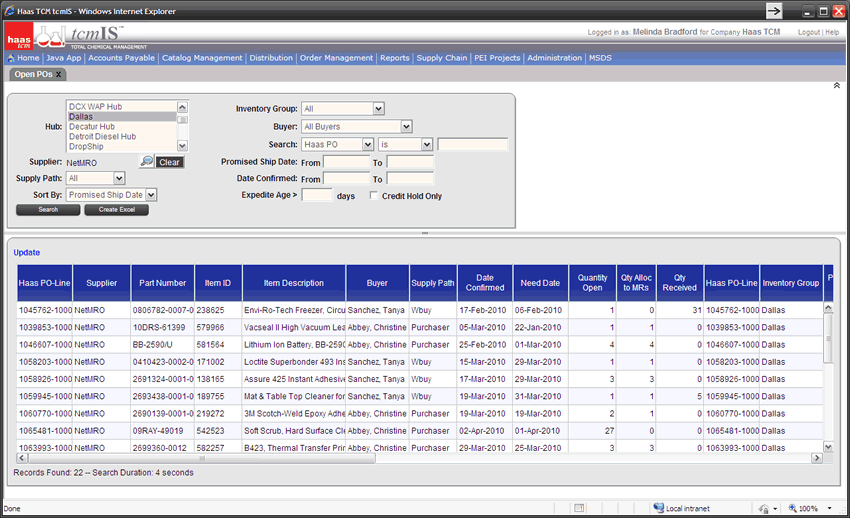 Haas TCM tcmIS - Windows Internet Explorer
haas tcm
tcmIS™
TOTAL CHEMICAL MANAGEMENT
Logged in as: Melinda Bradford for Company Haas TCM Logout | Help
Home | Java App | Accounts Payable | Catalog Management | Distribution | Order Management | Reports | Supply Chain | PEI Projects | Administration | MSDS
Open POs x
Hub:
DCX WAP Hub
Dallas
Decatur Hub
Detroit Diesel Hub
DropShip
Supplier: NetMRO Clear
Supply Path: All
Sort By: Promised Ship Date
Search Create Excel
Inventory Group: All
Buyer: All Buyers
Search: Haas PO is
Promised Ship Date: From To
Date Confirmed: From To
Expedite Age > days Credit Hold Only
Update
Haas PO-Line Supplier Part Number Item ID Item Description Buyer Supply Path Date Confirmed Need Date Quantity Open Qty Alloc to MRs Qty Received Haas PO-Line Inventory Group P
1045762-1000 NetMRO 0806782-0007-0 238625 Envi-Ro-Tech Freezer, Circu Sanchez, Tanya Wbuy 17-Feb-2010 06-Feb-2010 1 0 31 1045762-1000 Dallas
1039853-1000 NetMRO 10DRS-61399 579966 Vacseal II High Vacuum Lea Abbey, Christine Purchaser 05-Mar-2010 22-Jan-2010 1 1 0 1039853-1000 Dallas
1046607-1000 NetMRO BB-2590/U 581564 Lithium Ion Battery, BB-2590 Abbey, Christine Purchaser 25-Feb-2010 01-Mar-2010 4 4 0 1046607-1000 Dallas
1058203-1000 NetMRO 0410423-0002-0 171002 Loctite Superbonder 493 Ins Sanchez, Tanya Wbuy 15-Mar-2010 29-Mar-2010 1 1 0 1058203-1000 Dallas
1058926-1000 NetMRO 2691324-0001-0 138165 Assure 425 Instant Adhesive Sanchez, Tanya Wbuy 17-Mar-2010 29-Mar-2010 3 3 0 1058926-1000 Dallas
1059945-1000 NetMRO 2693438-0001-0 189755 Mat & Table Top Cleaner for Sanchez, Tanya Wbuy 19-Mar-2010 31-Mar-2010 1 1 5 1059945-1000 Dallas
1060770-1000 NetMRO 2690139-0001-0 219272 3M Scotch-Weld Epoxy Adhe Abbey, Christine Purchaser 19-Mar-2010 19-Mar-2010 2 1 0 1060770-1000 Dallas
1065481-1000 NetMRO 09RAY-49019 542523 Soft Scrub, Hard Surface Cle Abbey, Christine Purchaser 02-Apr-2010 01-Apr-2010 27 0 0 1065481-1000 Dallas
1063993-1000 NetMRO 2699360-0012 582257 B423, Thermal Transfer Prin Abbey, Christine Purchaser 29-Mar-2010 25-Mar-2010 3 3 0 1063993-1000 Dallas
Records Found: 22 -- Search Duration: 4 seconds
Done Local intranet 100%